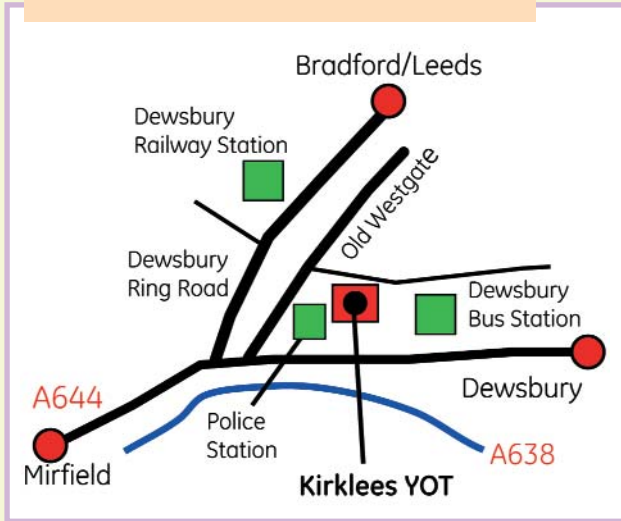 Bradford/Leeds
Dewsbury
Railway Station
Old Westgate
Dewsbury
Ring Road
Dewsbury
Bus Station
Dewsbury
A644
Police
Station
A638
Mirfield
Kirklees YOT